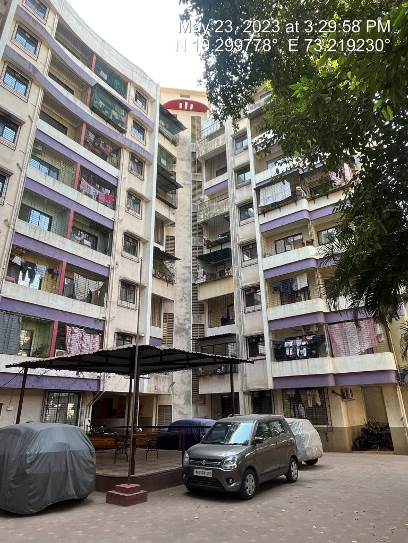 May 23, 2023 at 3:29:58 PM
N 19.299778°, E 73.219230°